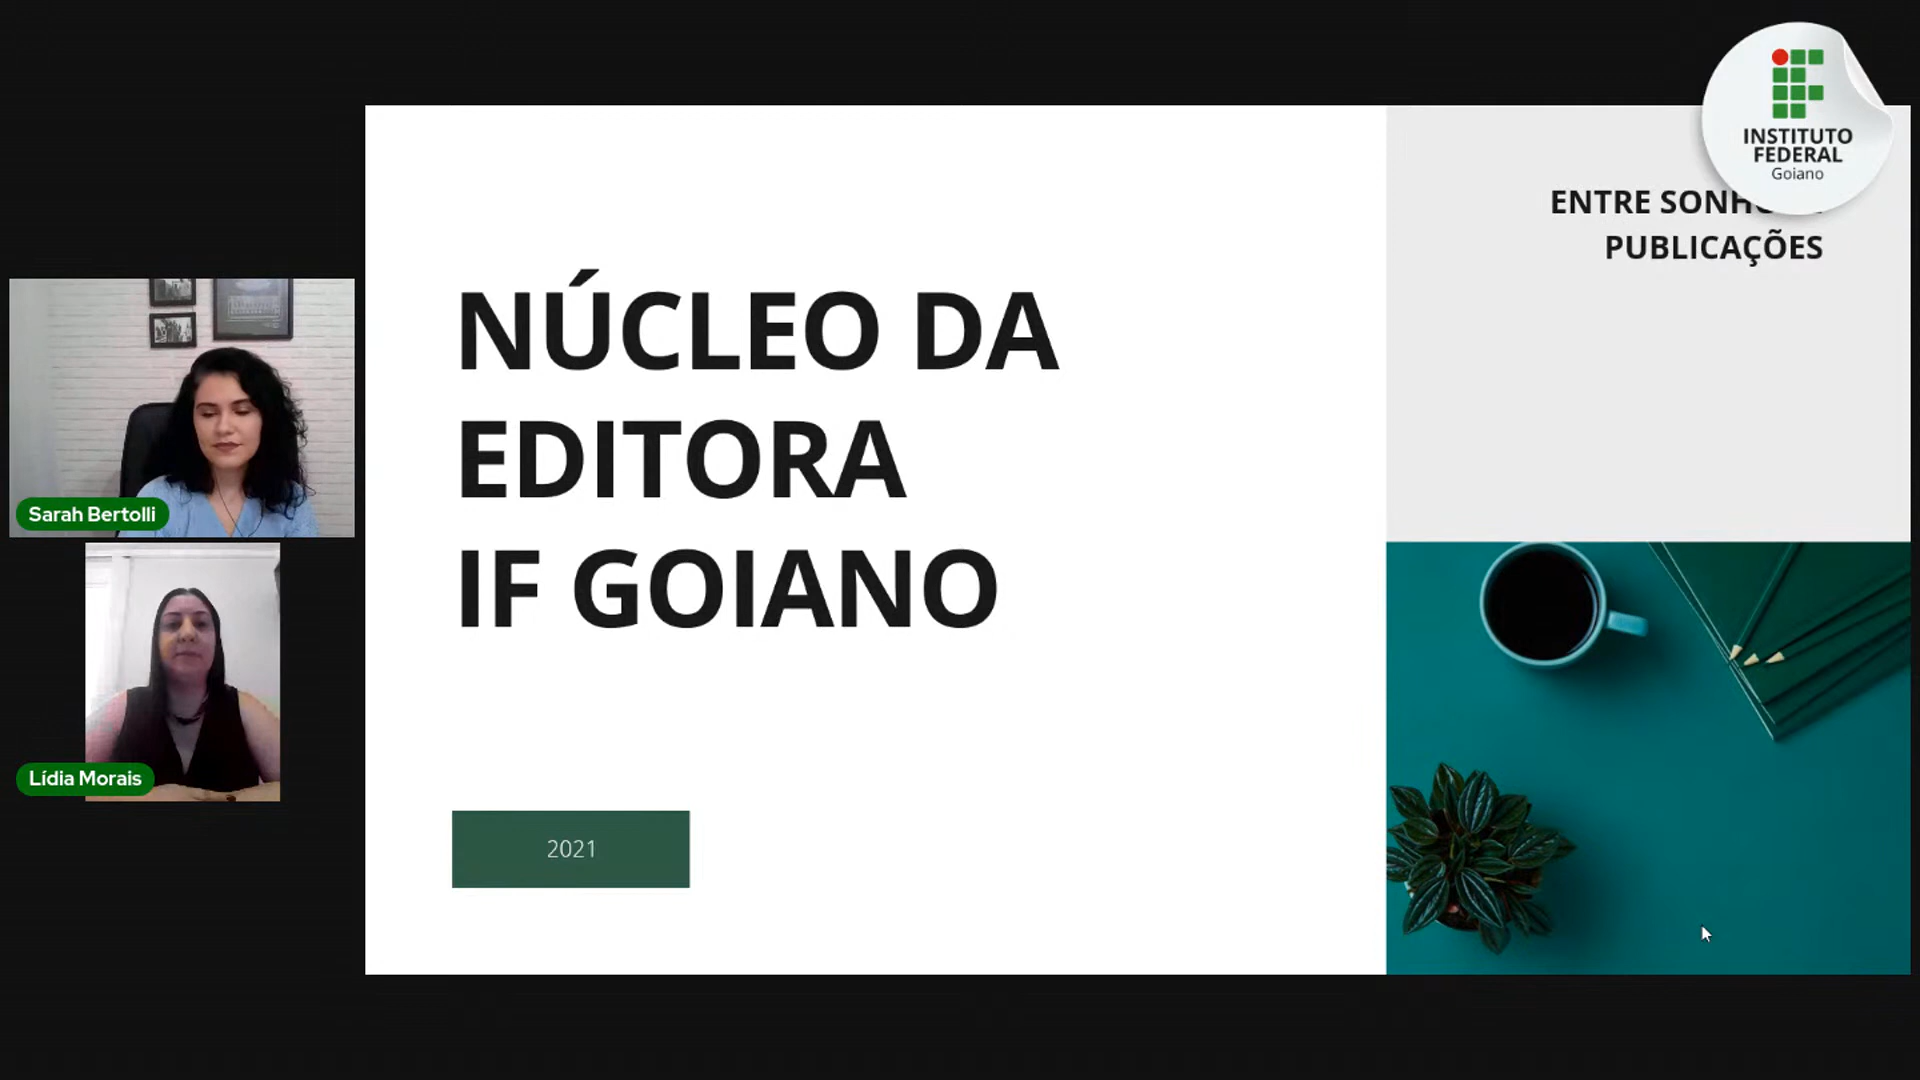 INSTITUTO
FEDERAL
Goiano
ENTRE
PUBLICAÇÕES
NÚCLEO DA
EDITORA
IF GOIANO
2021
Sarah Bertolli
Lídia Morais